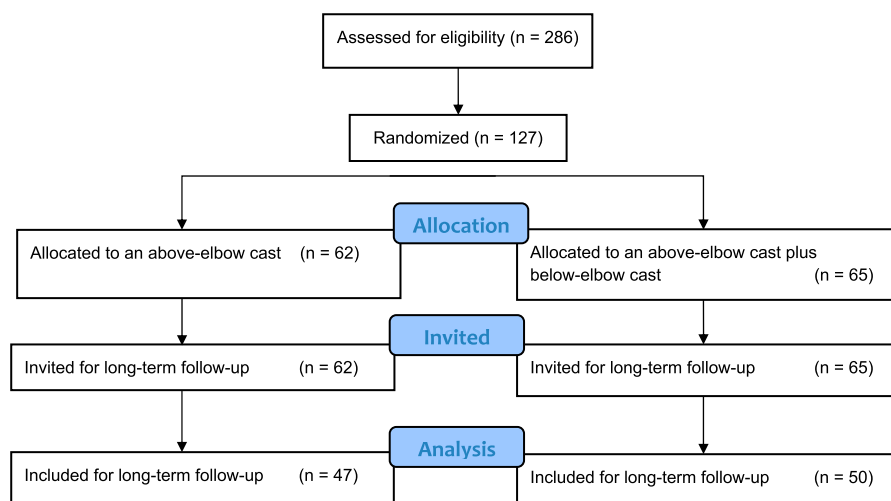 Assessed for eligibility (n = 286)
Randomized (n = 127)
Allocation
Allocated to an above-elbow cast (n = 62)
Allocated to an above-elbow cast plus
below-elbow cast (n = 65)
Invited
Invited for long-term follow-up (n = 62)
Invited for long-term follow-up (n = 65)
Analysis
Included for long-term follow-up (n = 47)
Included for long-term follow-up (n = 50)